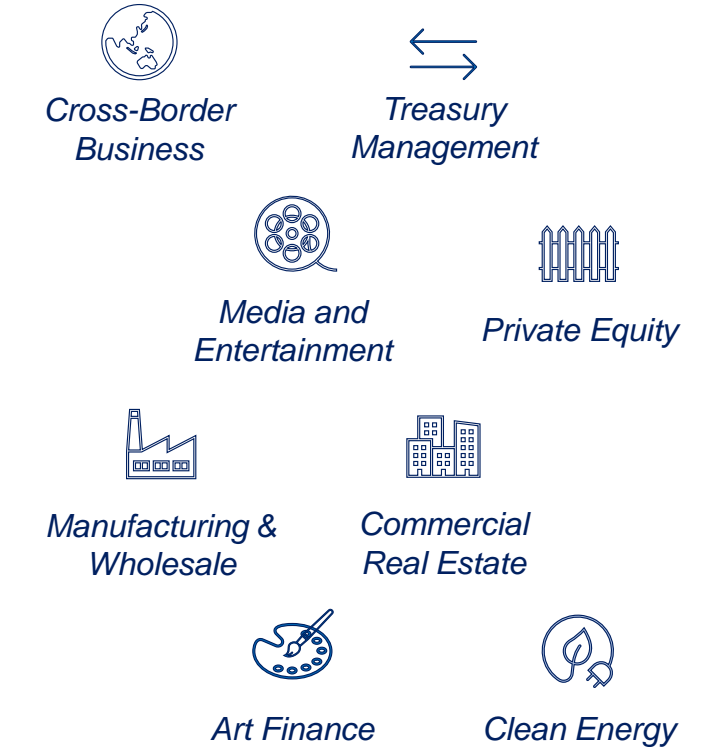 Cross-Border
Business
Treasury
Management
Media and
Entertainment
Private Equity
Manufacturing &
Wholesale
Commercial
Real Estate
Art Finance
Clean Energy